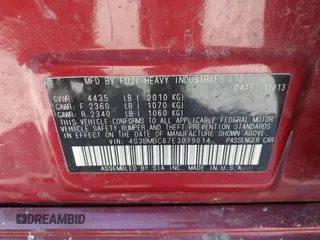 MFD BY FUJI HEAVY INDUSTRIES LTD.
DATE: 11/13
GVWR: 4435 LB ( 2010 KG)
GAWR: F 2360 LB ( 1070 KG)
GAWR: R 2340 LB ( 1060 KG)
THIS VEHICLE CONFORMS TO ALL APPLICABLE FEDERAL MOTOR
VEHICLE SAFETY, BUMPER, AND THEFT PREVENTION STANDARDS
IN EFFECT ON THE DATE OF MANUFACTURE SHOWN ABOVE.
VIN: 4S3BMBC67E3019014 PASSENGER CAR
ASSEMBLED BY SIA INC. MADE IN U.S.A.
© DREAMBID